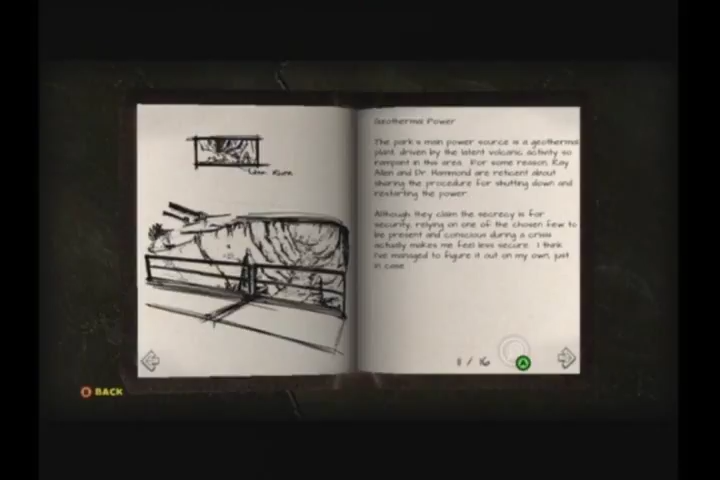 Geothermal Power
The park's main power source is a geothermal
plant, driven by the latent volcanic activity so
rampant in this area. For some reason, Ray
Allen and Dr. Hammond are reticent about
sharing the procedure for shutting down and
restarting the power.
Although they claim the secrecy is for
security, relying on one of the chosen few to
be present and conscious during a crisis
actually makes me feel less secure. I think
I've managed to figure it out on my own, just
in case.
/ 16
A
BACK